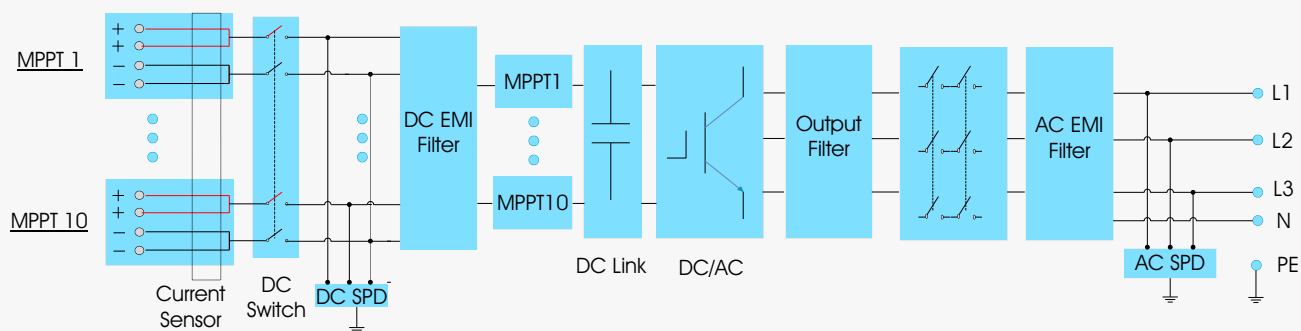 MPPT 1
+
+
−
−
MPPT 10
+
+
−
−
Current
Sensor
DC
Switch
DC SPD
DC EMI
Filter
MPPT1
MPPT10
DC Link
DC/AC
Output
Filter
AC EMI
Filter
AC SPD
L1
L2
L3
N
PE